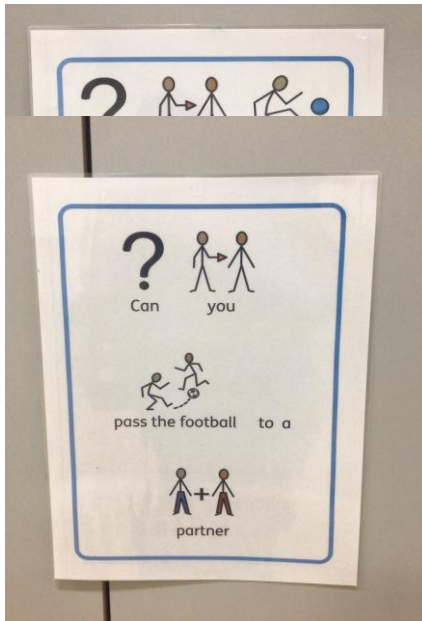 ?
? 
Can you
pass the football to a
+
partner